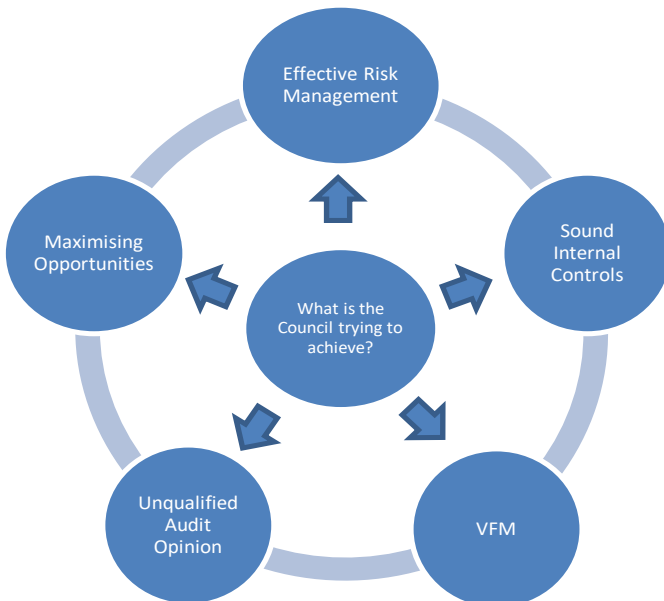 Effective Risk
Management
Sound
Internal
Controls
Maximising
Opportunities
What is the
Council trying to
achieve?
Unqualified
Audit
Opinion
VFM